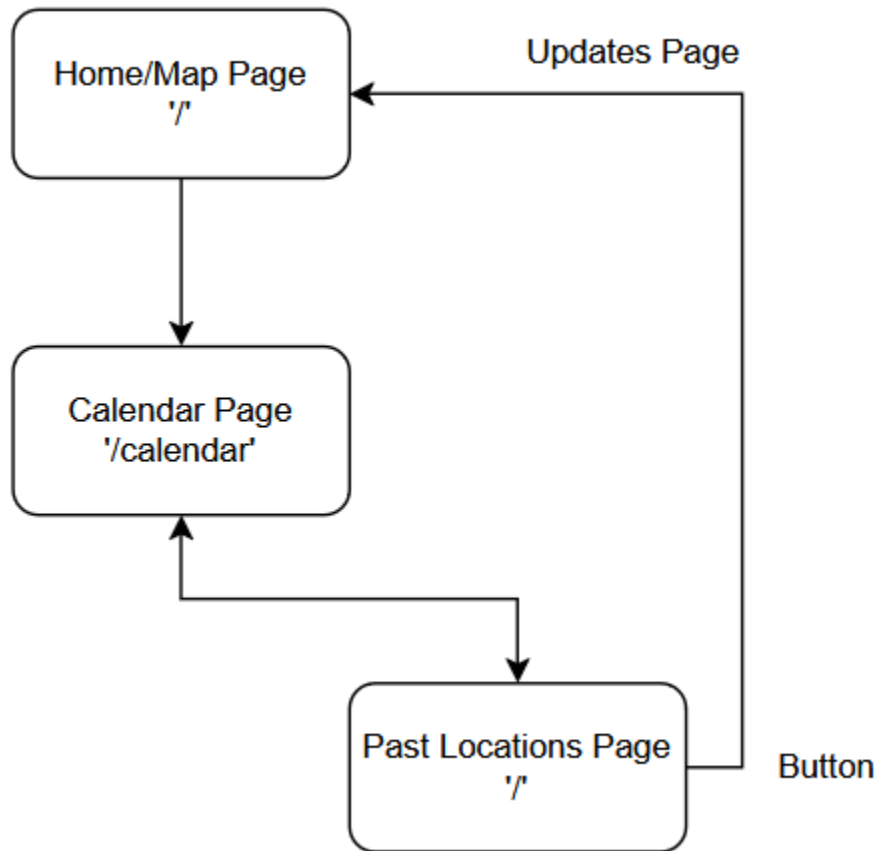 Home/Map Page
'/'
Updates Page
Calendar Page
'/calendar'
Past Locations Page
'/'
Button